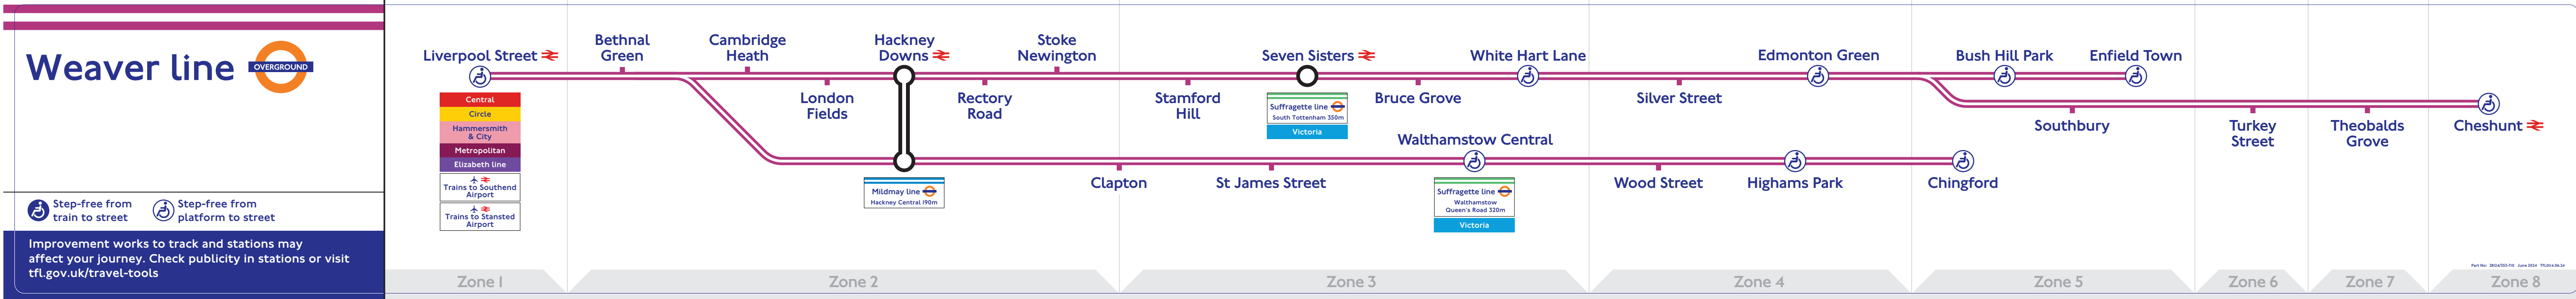 Weaver line
OVERGROUND
Step-free from
train to street
Step-free from
platform to street
Improvement works to track and stations may
affect your journey. Check publicity in stations or visit
tfl.gov.uk/travel-tools
Liverpool Street
Central
Circle
Hammersmith
& City
Metropolitan
Elizabeth line
Trains to Southend
Airport
Trains to Stansted
Airport
Bethnal
Green
Cambridge
Heath
London
Fields
Hackney
Downs
Mildmay line
Hackney Central 190m
Rectory
Road
Stoke
Newington
Stamford
Hill
Seven Sisters
Suffragette line
South Tottenham 350m
Victoria
Bruce Grove
White Hart Lane
Silver Street
Edmonton Green
Bush Hill Park
Enfield Town
Southbury
Turkey
Street
Theobalds
Grove
Cheshunt
Clapton
St James Street
Walthamstow Central
Suffragette line
Walthamstow
Queen's Road 320m
Victoria
Wood Street
Highams Park
Chingford
Zone 1
Zone 2
Zone 3
Zone 4
Zone 5
Zone 6
Zone 7
Zone 8